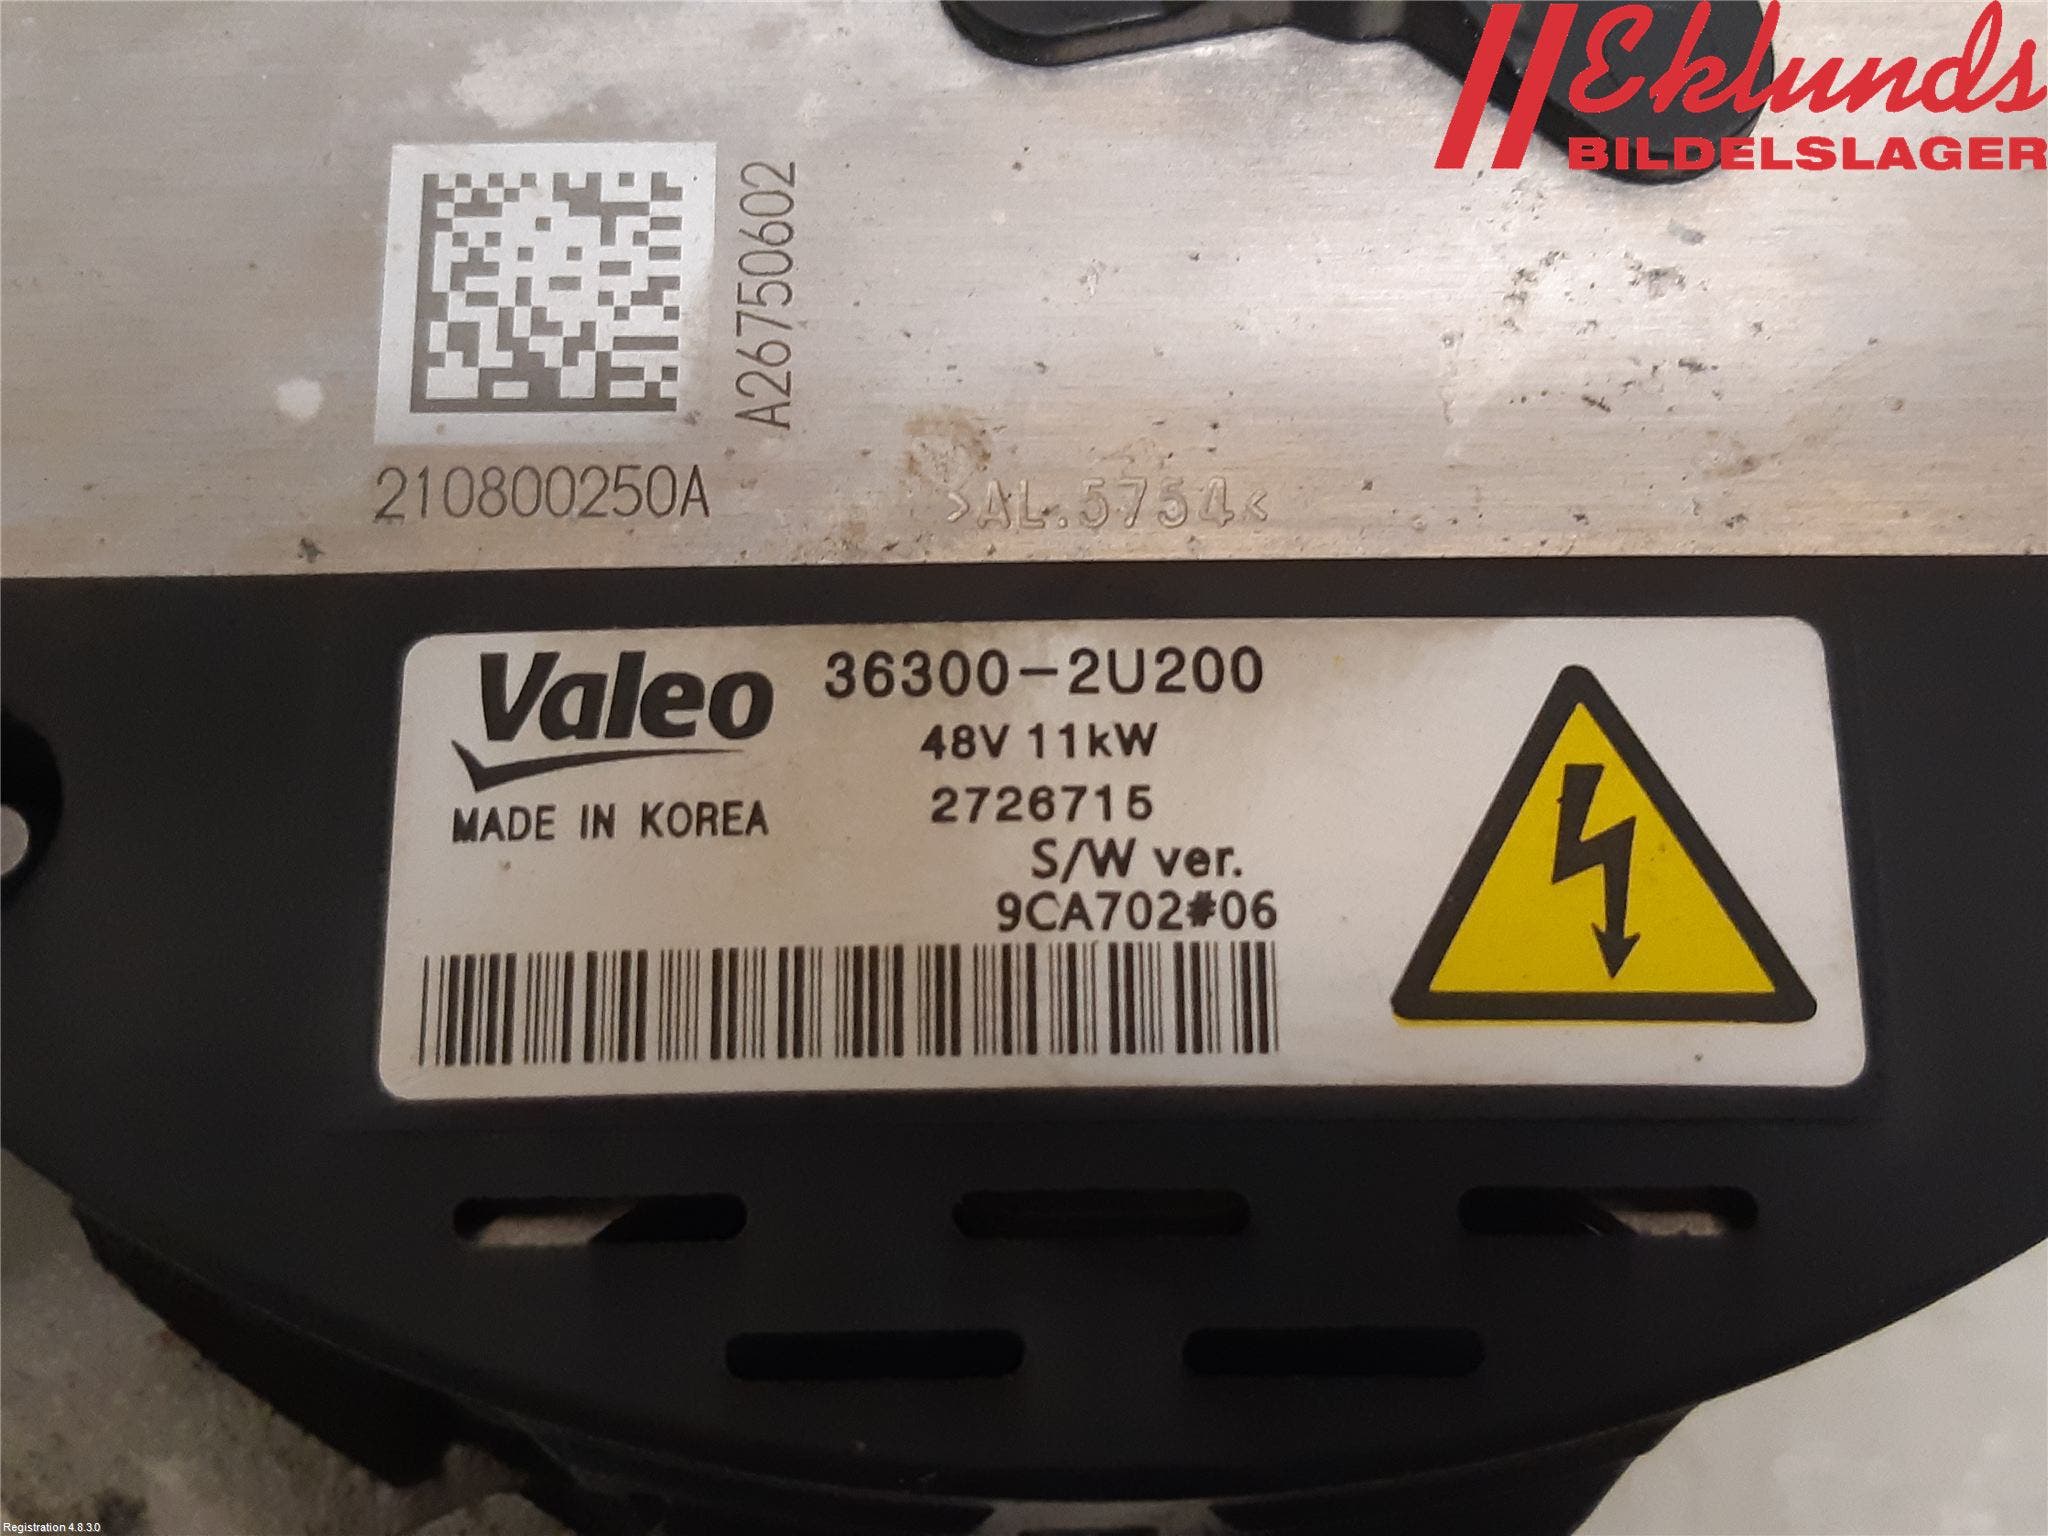 Eklunds
BILDELSLAGER
A26750602
210800250A
>AL.5754<
Valeo
36300-2U200
48V 11kW
MADE IN KOREA
2726715
S/W ver.
9CA702#06
Registration 4.8.3.0